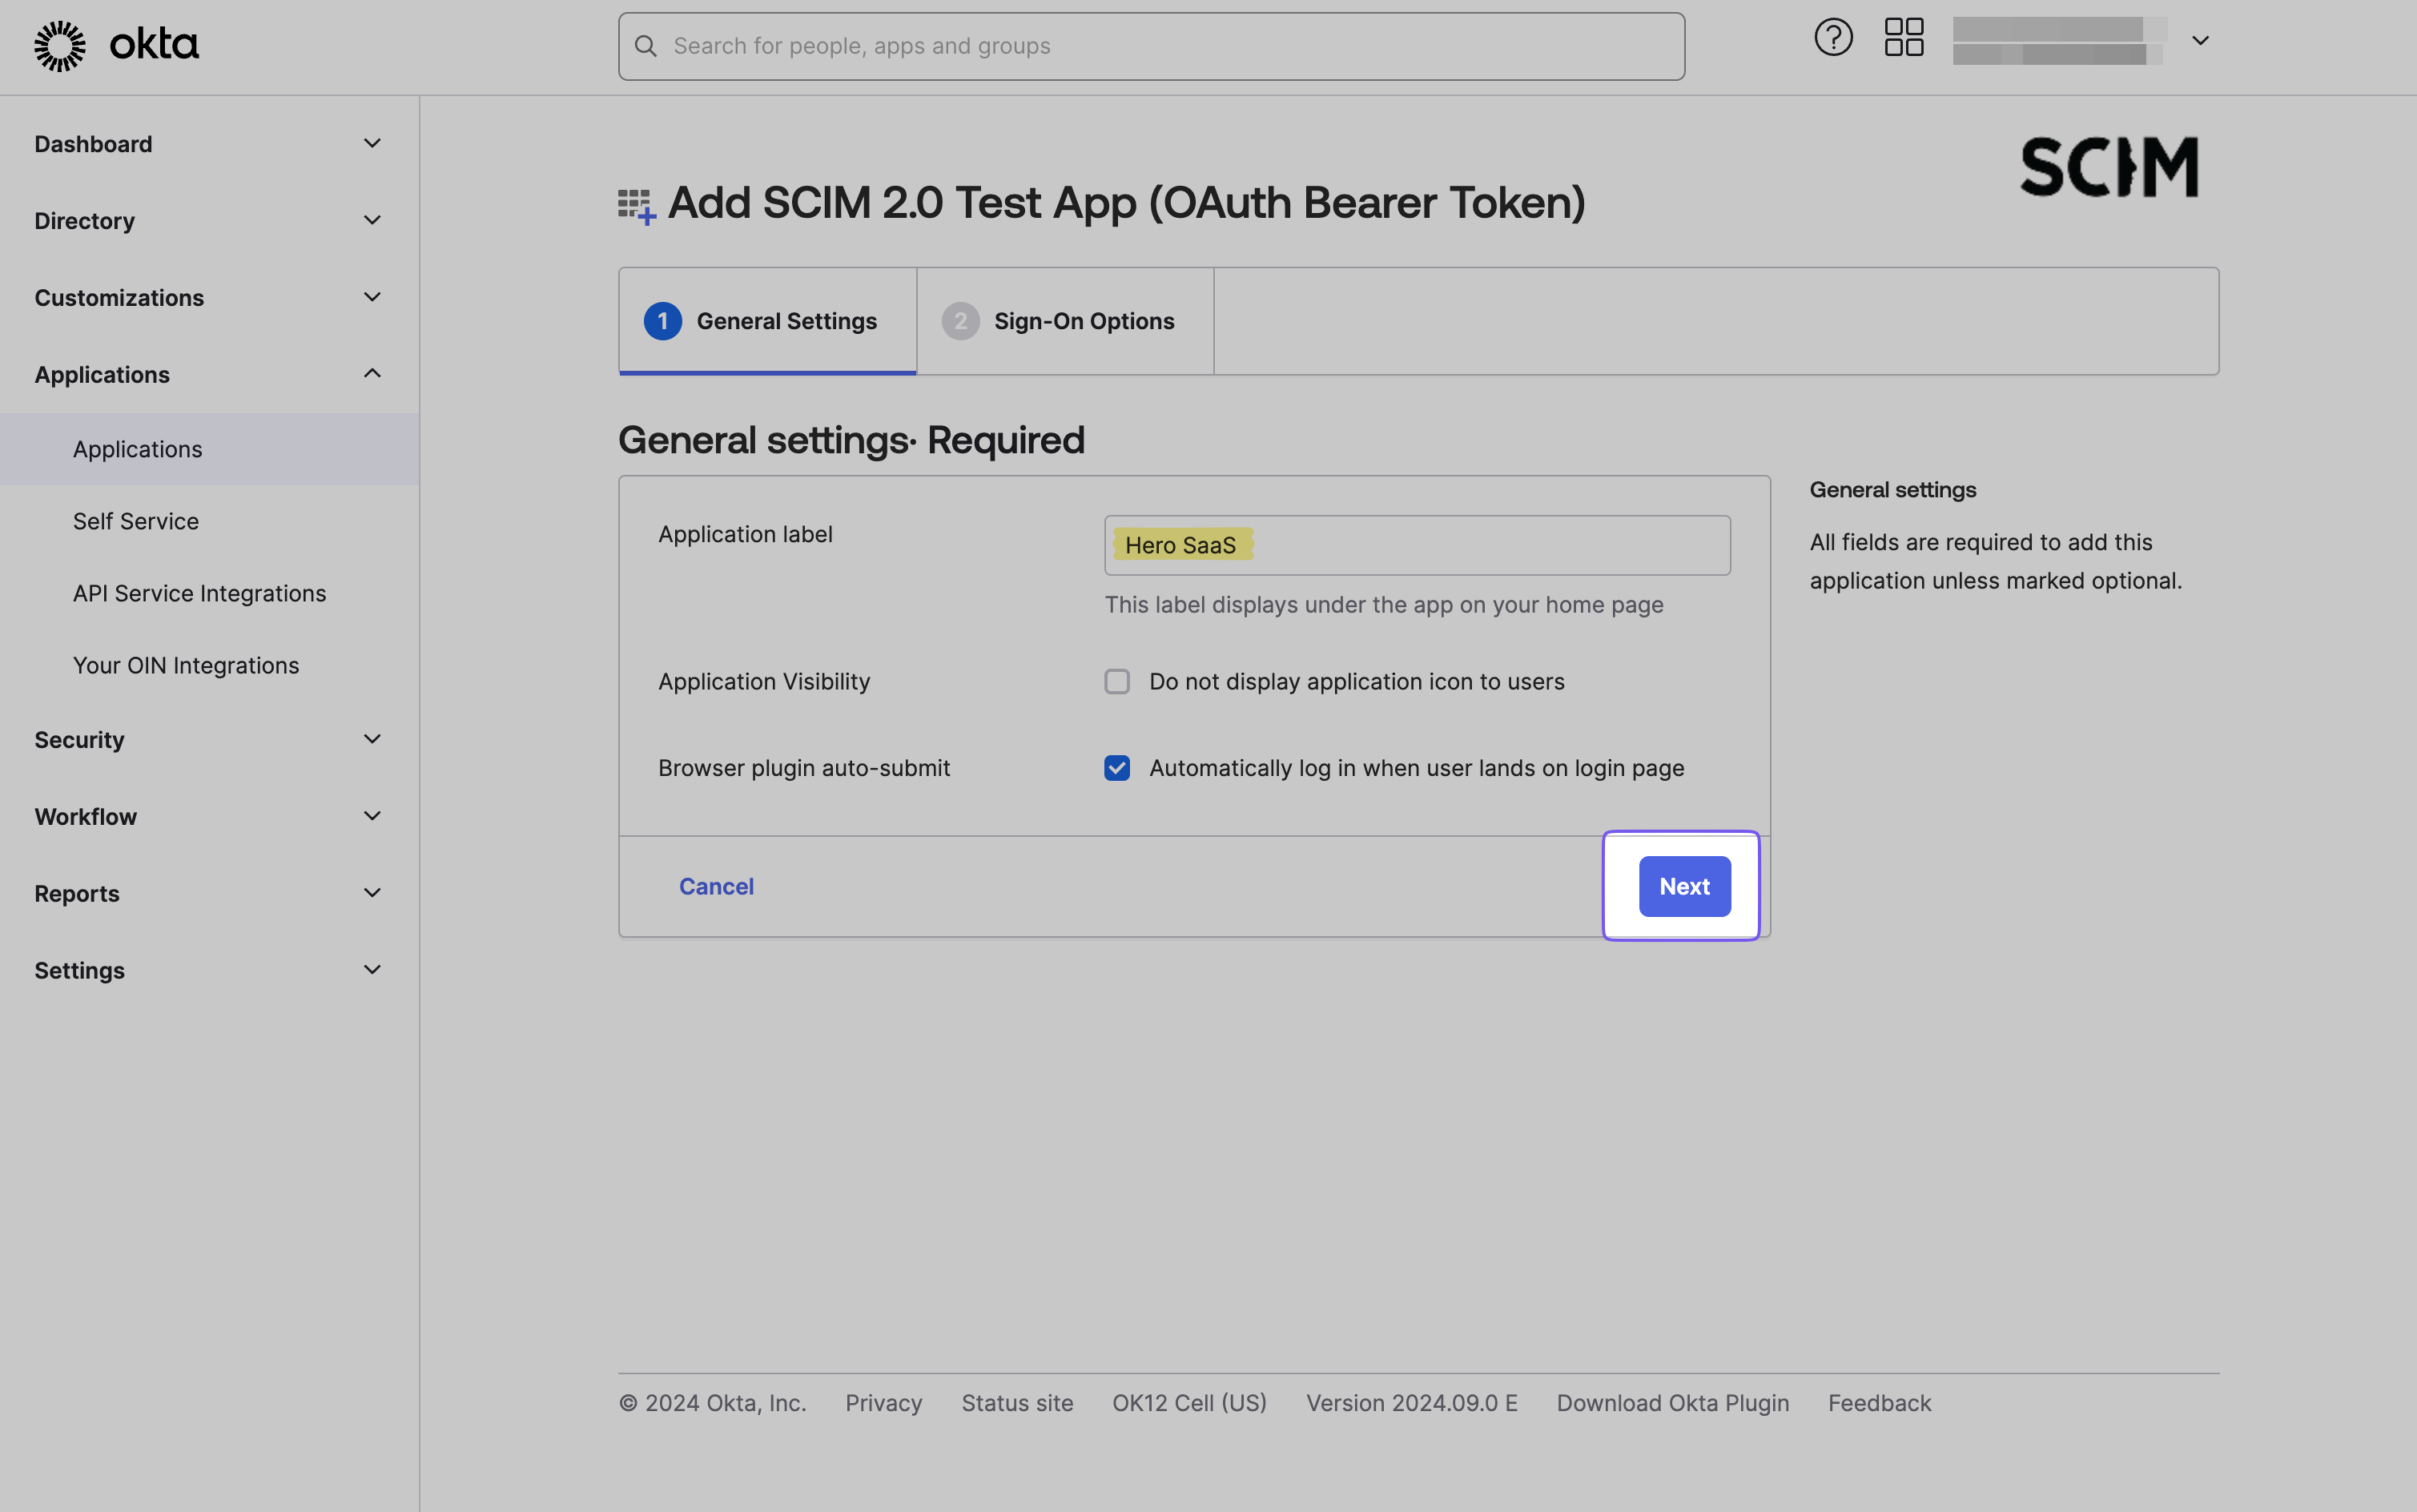 okta
Search for people, apps and groups
Dashboard
Directory
Customizations
Applications
Applications
Self Service
API Service Integrations
Your OIN Integrations
Security
Workflow
Reports
Settings
SCIM
Add SCIM 2.0 Test App (OAuth Bearer Token)
1 General Settings
2 Sign-On Options
General settings· Required
Application label
Hero SaaS
This label displays under the app on your home page
Application Visibility
Do not display application icon to users
Browser plugin auto-submit
Automatically log in when user lands on login page
Cancel
Next
General settings
All fields are required to add this
application unless marked optional.
© 2024 Okta, Inc. Privacy Status site OK12 Cell (US) Version 2024.09.0 E Download Okta Plugin Feedback